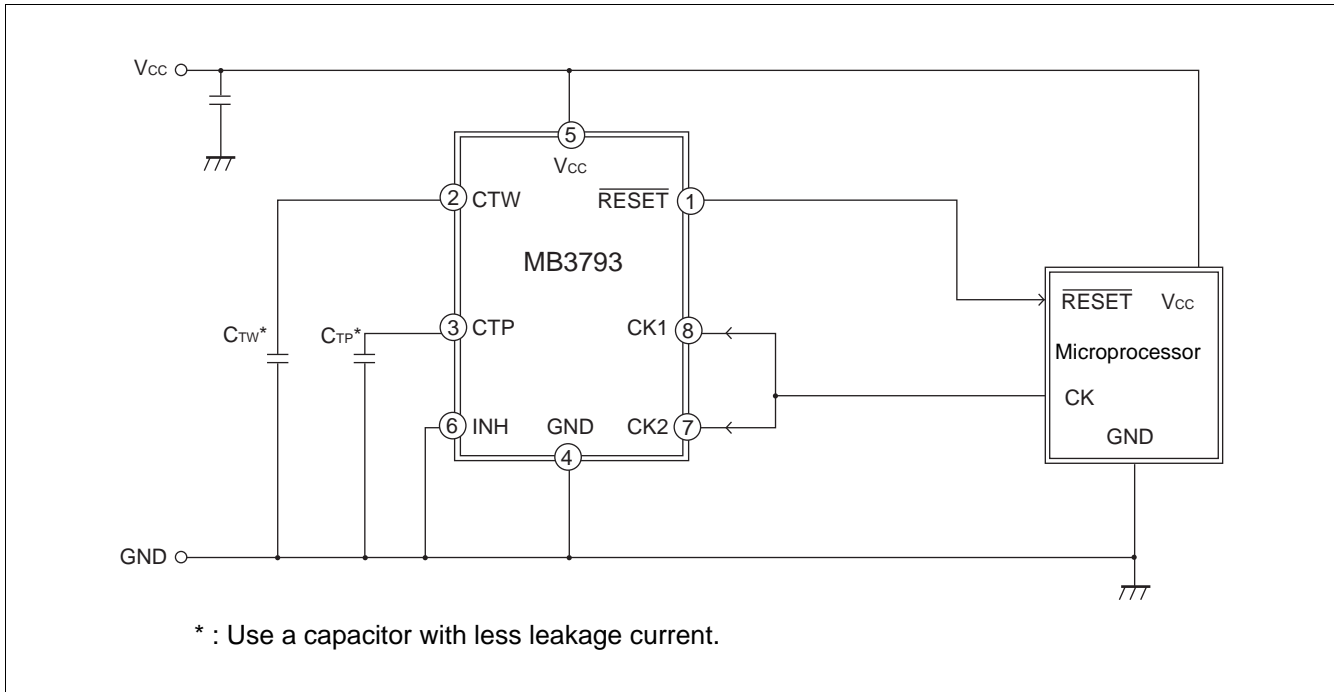 VCC
5
VCC
2 CTW
RESET 1
MB3793
RESET VCC
CTW*
CTP*
3 CTP
CK1 8
Microprocessor
CK
6 INH
GND
CK2 7
GND
4
GND
* : Use a capacitor with less leakage current.